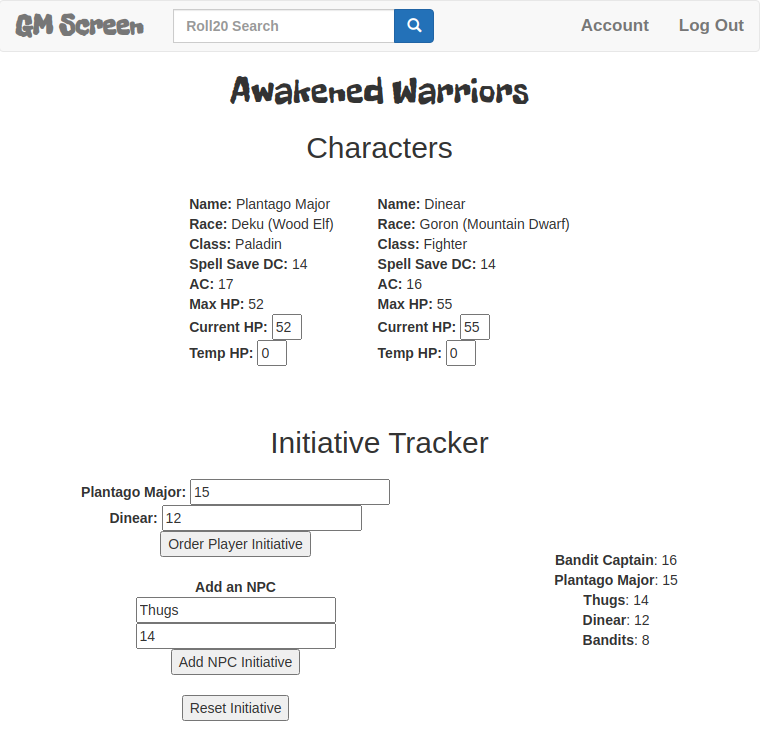 GM Screen
Roll20 Search
Account
Log Out
Awakened Warriors
Characters
Name: Plantago Major
Race: Deku (Wood Elf)
Class: Paladin
Spell Save DC: 14
AC: 17
Max HP: 52
Current HP: 52
Temp HP: 0
Name: Dinear
Race: Goron (Mountain Dwarf)
Class: Fighter
Spell Save DC: 14
AC: 16
Max HP: 55
Current HP: 55
Temp HP: 0
Initiative Tracker
Plantago Major: 15
Dinear: 12
Order Player Initiative
Add an NPC
Thugs
14
Add NPC Initiative
Reset Initiative
Bandit Captain: 16
Plantago Major: 15
Thugs: 14
Dinear: 12
Bandits: 8